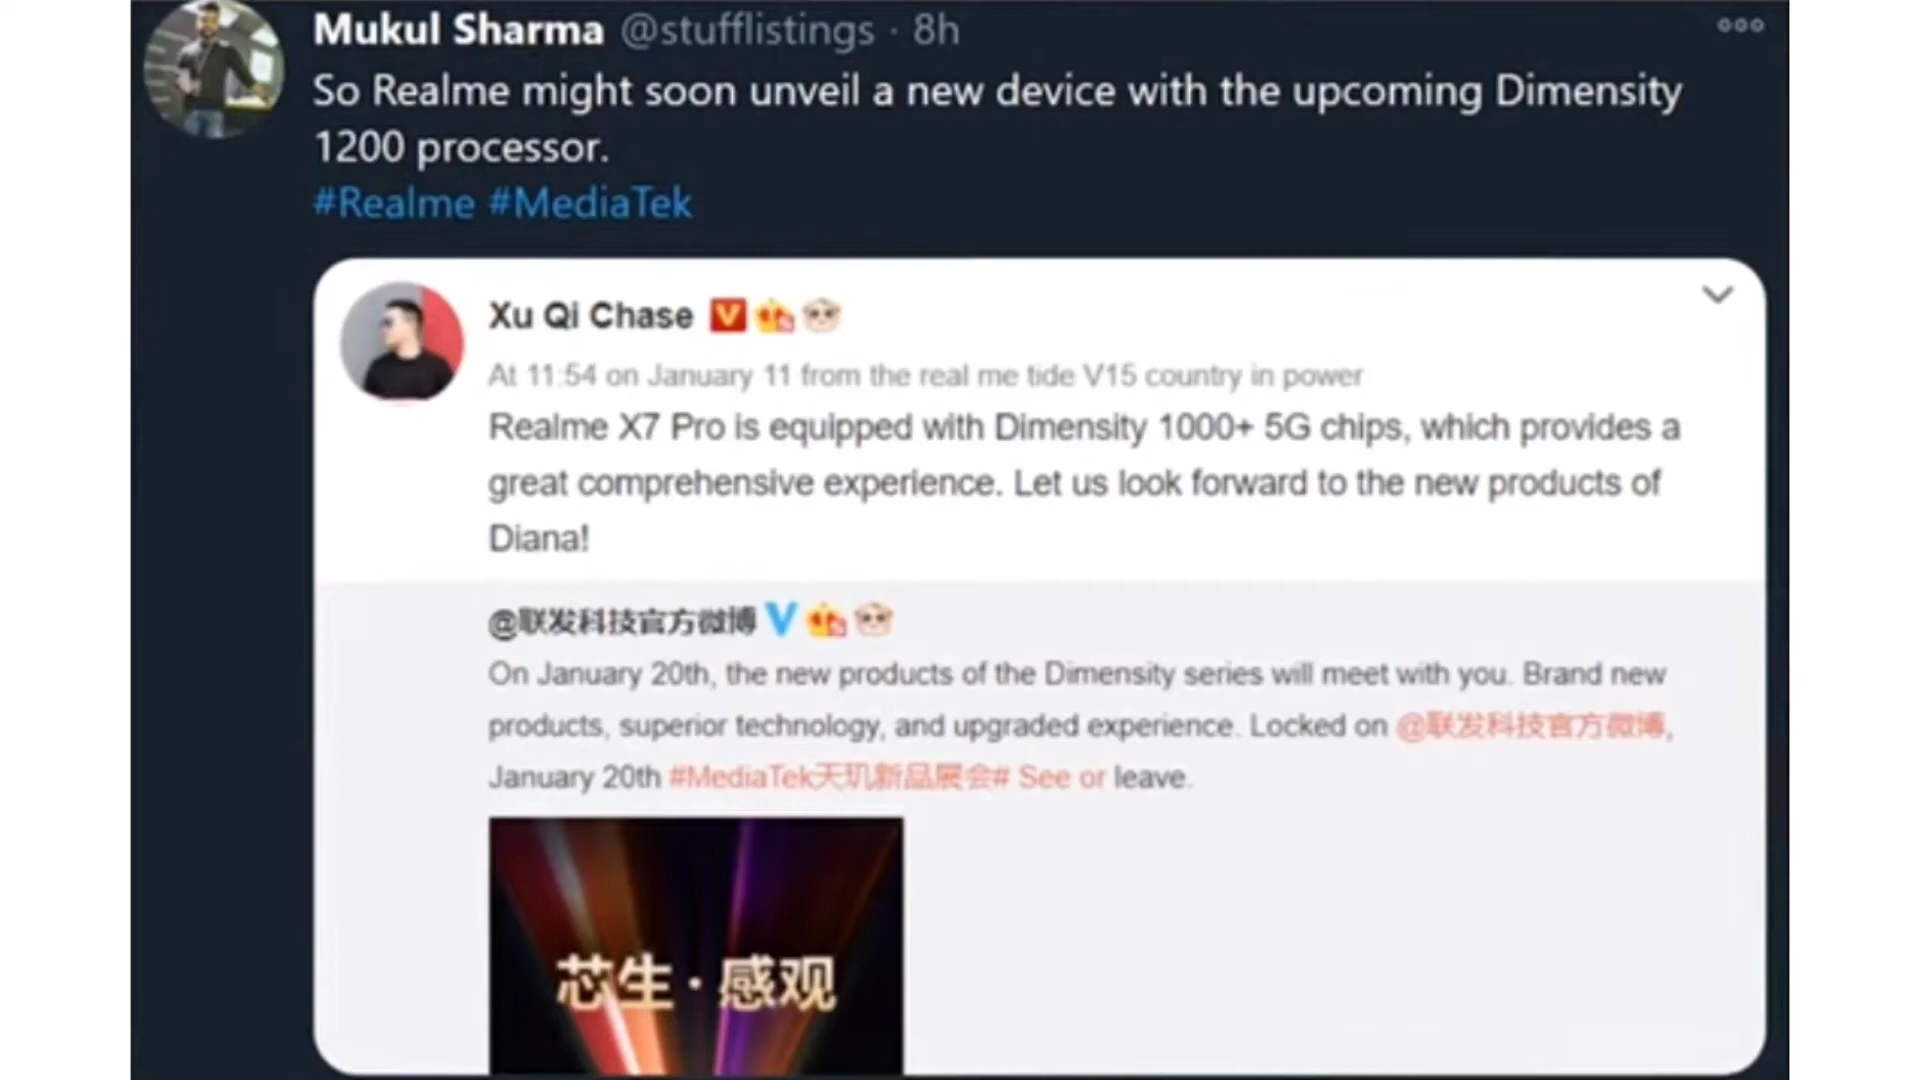 Mukul Sharma @stufflistings · 8h
So Realme might soon unveil a new device with the upcoming Dimensity
1200 processor.
#Realme #MediaTek
Xu Qi Chase
At 11:54 on January 11 from the real me tide V15 country in power
Realme X7 Pro is equipped with Dimensity 1000+ 5G chips, which provides a
great comprehensive experience. Let us look forward to the new products of
Diana!
@联发科技官方微博
On January 20th, the new products of the Dimensity series will meet with you. Brand new
products, superior technology, and upgraded experience. Locked on @联发科技官方微博,
January 20th #MediaTek天玑新品展会# See or leave.
芯生·感观